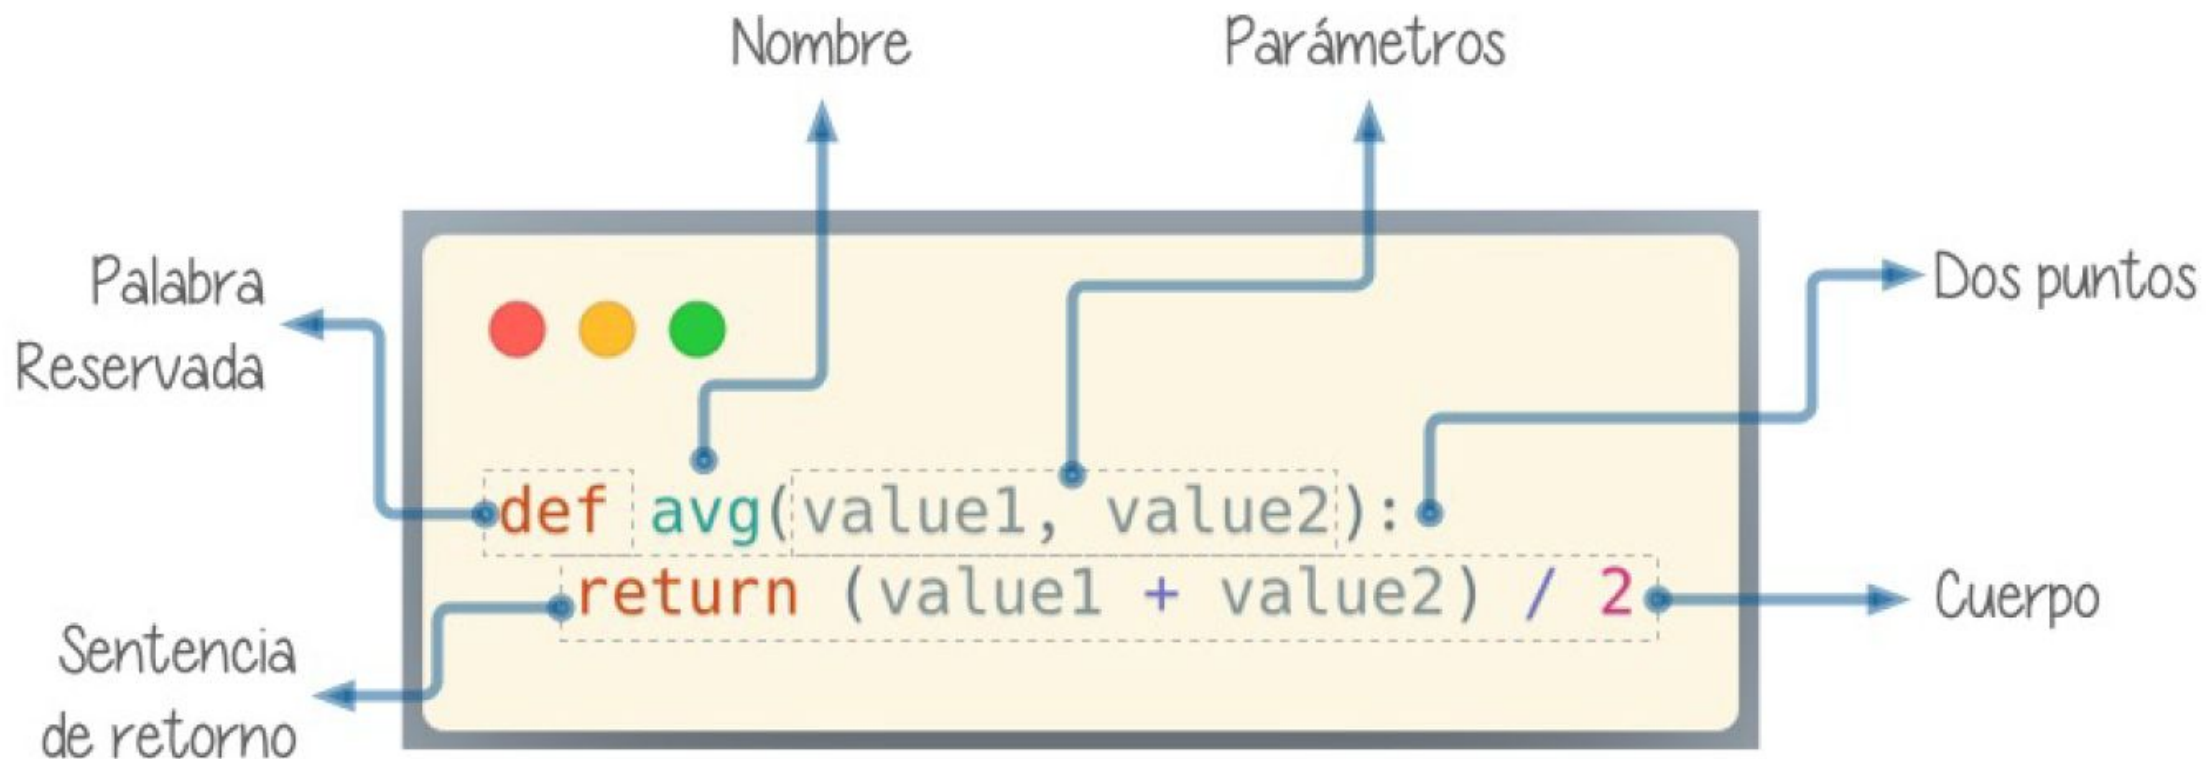 Nombre
Parámetros
Palabra
Reservada
Dos puntos
def avg(value1, value2):
return (value1 + value2) / 2
Cuerpo
Sentencia
de retorno